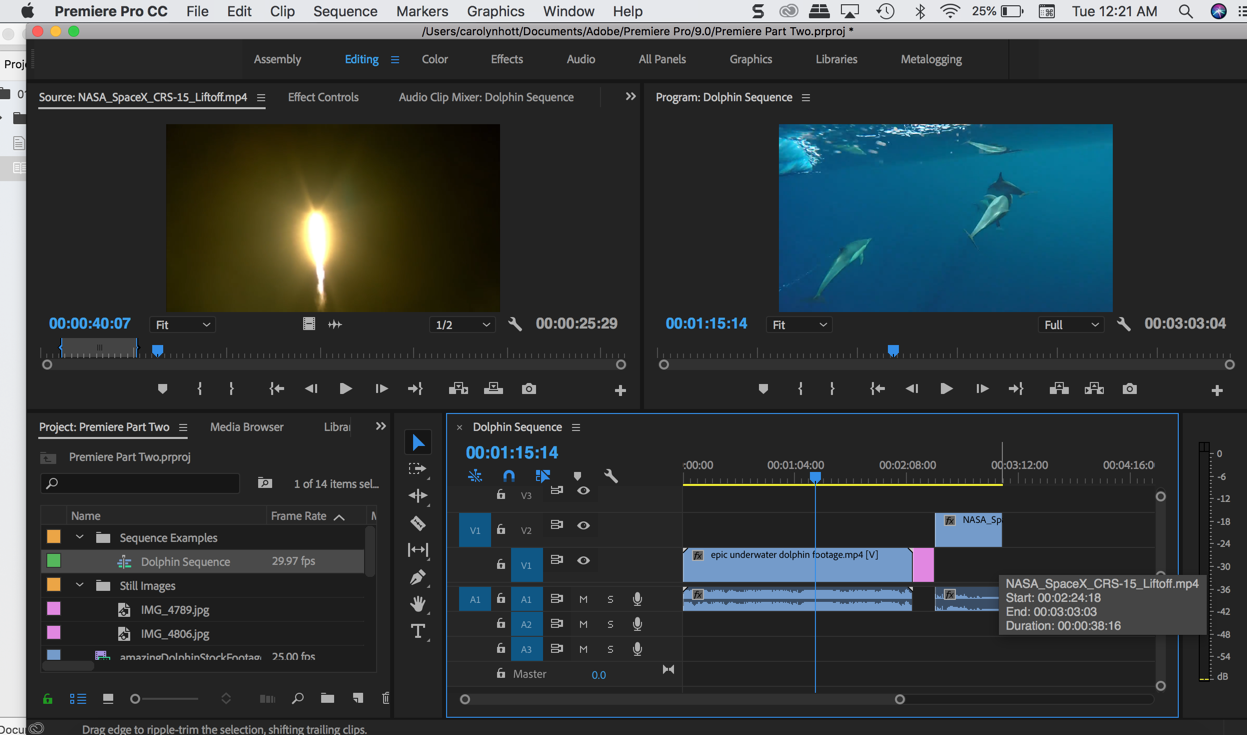 Premiere Pro CC File Edit Clip Sequence Markers Graphics Window Help 25% Tue 12:21 AM
/Users/carolynhott/Documents/Adobe/Premiere Pro/9.0/Premiere Part Two.prproj *
Assembly Editing Color Effects Audio All Panels Graphics Libraries Metalogging
Proj
Source: NASA_SpaceX_CRS-15_Liftoff.mp4 Effect Controls Audio Clip Mixer: Dolphin Sequence Program: Dolphin Sequence
00:00:40:07 Fit 1/2 00:00:25:29 00:01:15:14 Fit Full 00:03:03:04
Project: Premiere Part Two Media Browser Librar
Premiere Part Two.prproj
1 of 14 items sel...
Name Frame Rate
Sequence Examples
Dolphin Sequence 29.97 fps
Still Images
IMG_4789.jpg
IMG_4806.jpg
amazingDolphinStockFootage 25.00 fps
Dolphin Sequence
00:01:15:14
:00:00 00:01:04:00 00:02:08:00 00:03:12:00 00:04:16:0
V3
V1 V2 NASA_Sp
V1 epic underwater dolphin footage.mp4 [V]
A1 A1 M S
A2 M S
A3 M S
Master 0.0
NASA_SpaceX_CRS-15_Liftoff.mp4
Start: 00:02:24:18
End: 00:03:03:03
Duration: 00:00:38:16
0
-6
-12
-18
-24
-30
-36
-42
-48
-54
dB
Docu
Drag edge to ripple-trim the selection, shifting trailing clips.